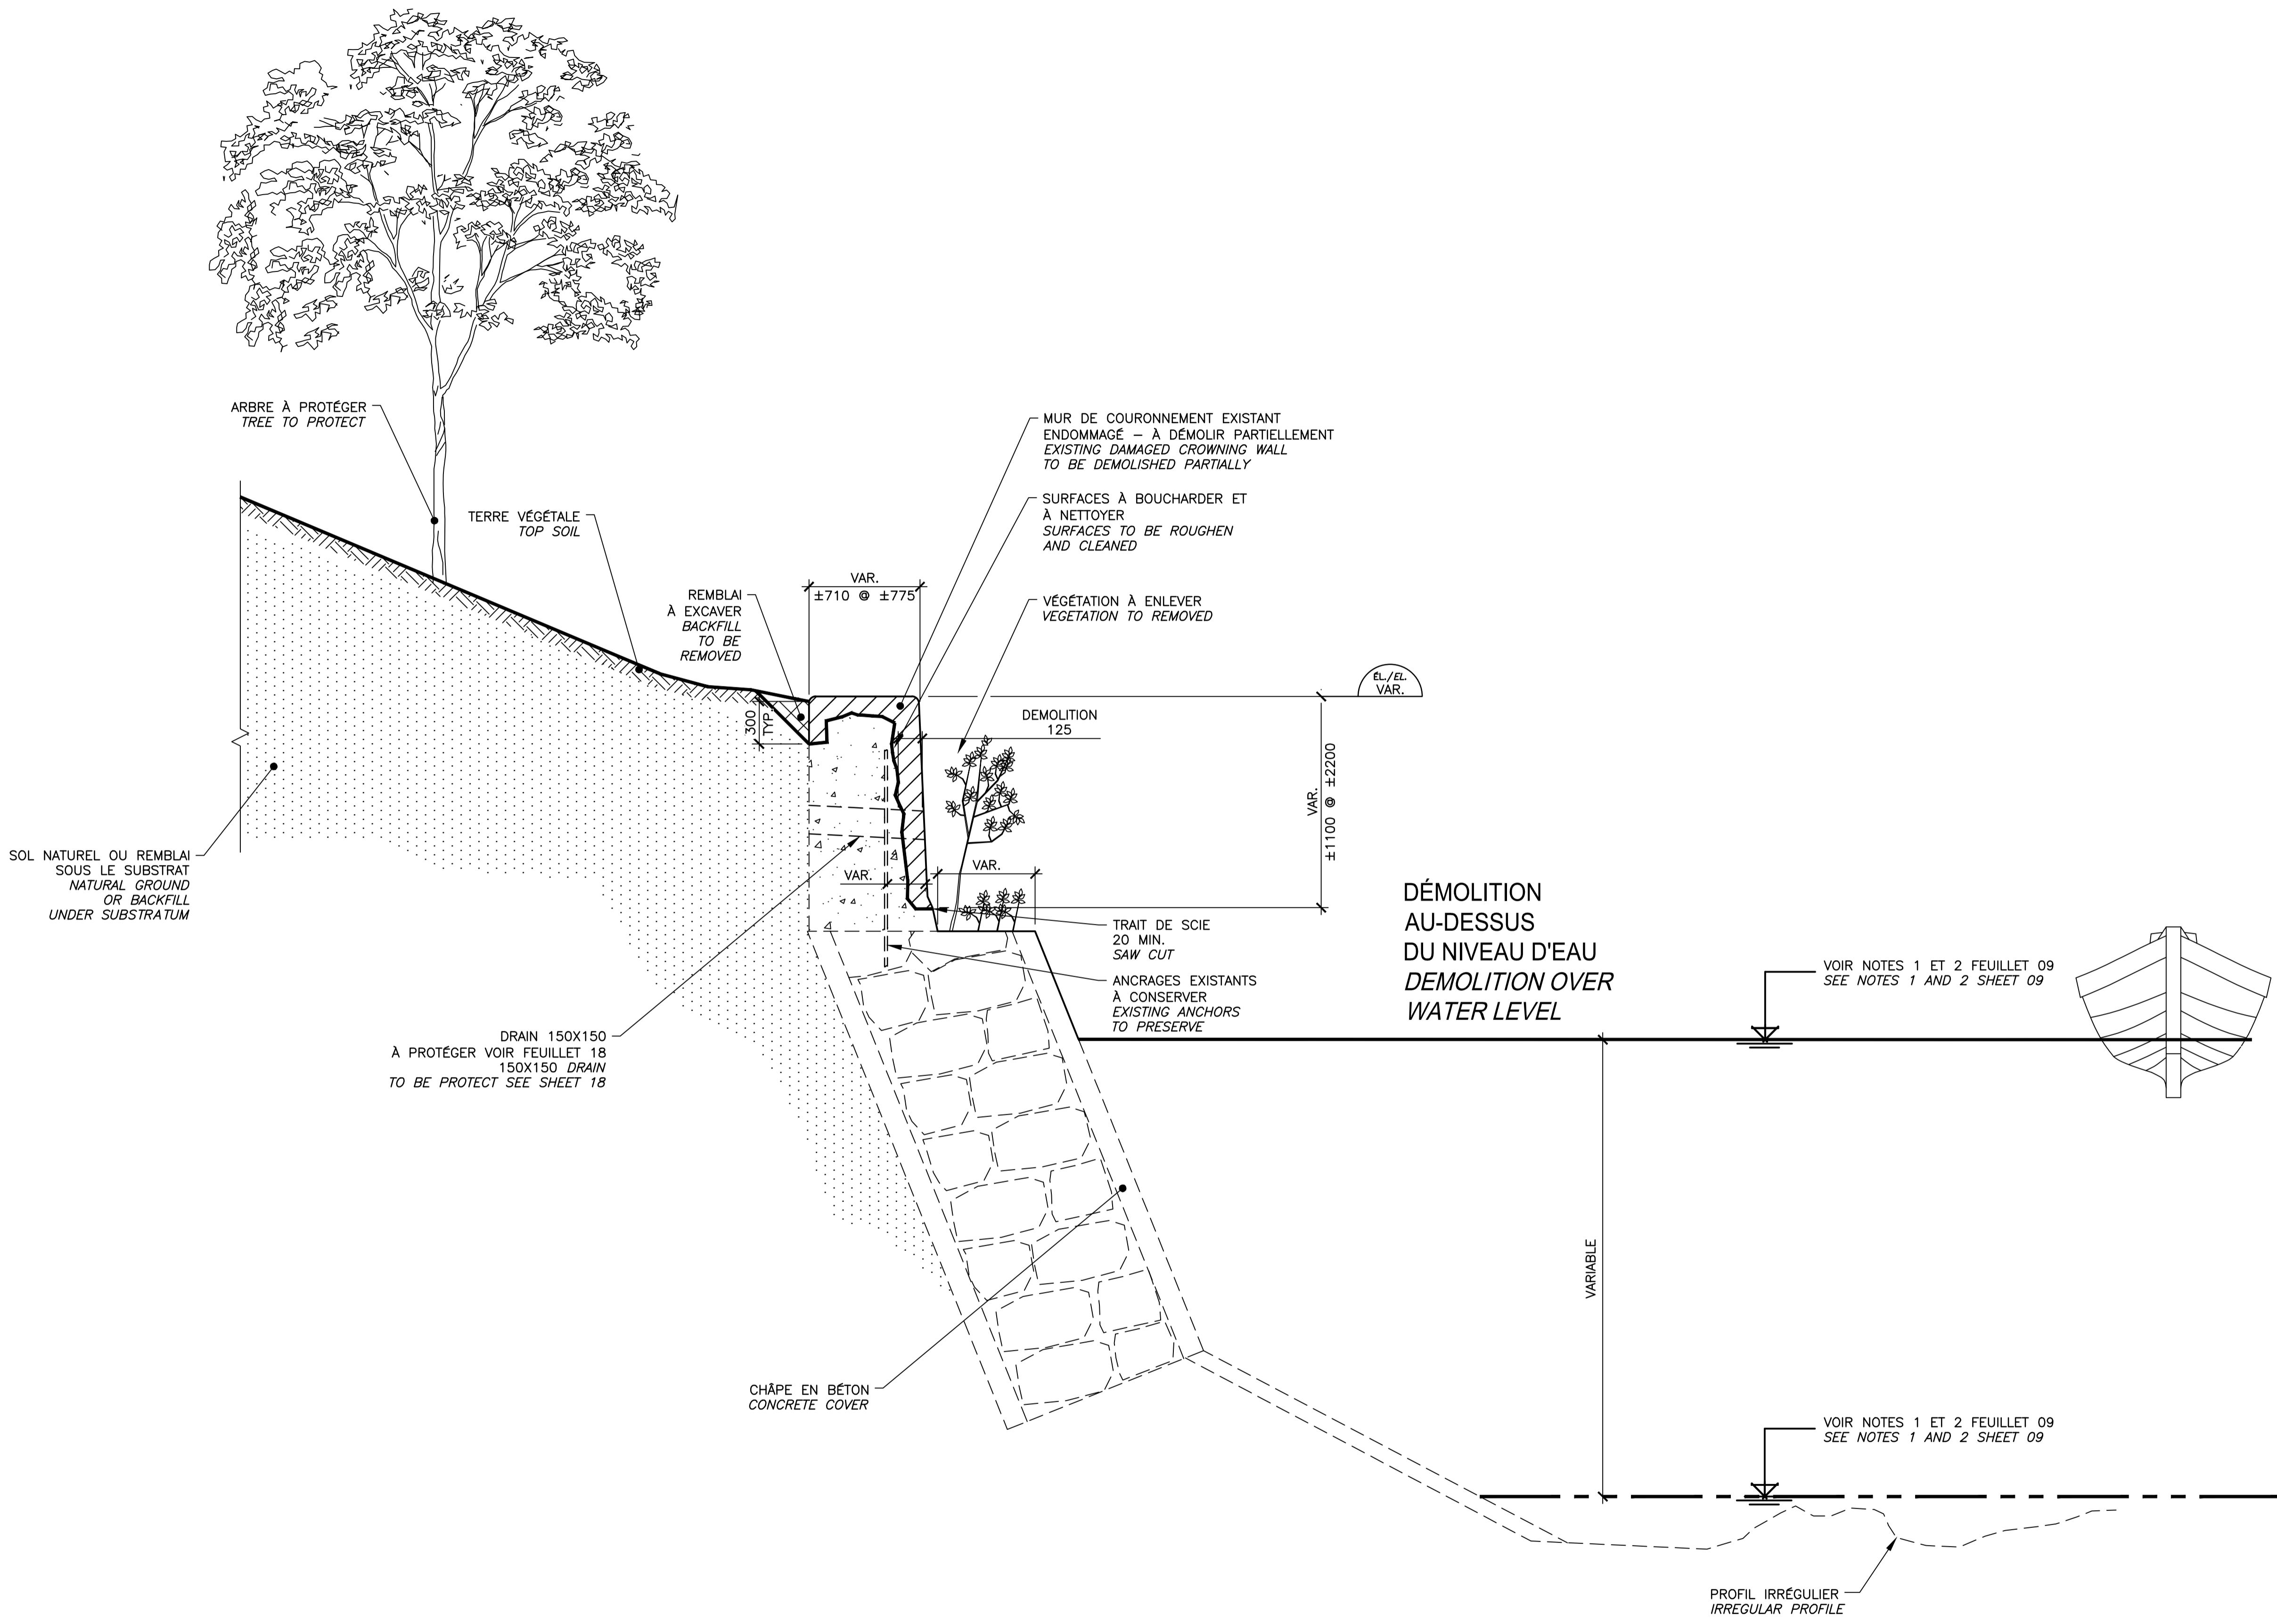 ARBRE À PROTÉGER
TREE TO PROTECT
MUR DE COURONNEMENT EXISTANT
ENDOMMAGÉ – À DÉMOLIR PARTIELLEMENT
EXISTING DAMAGED CROWNING WALL
TO BE DEMOLISHED PARTIALLY
SURFACES À BOUCHARDER ET
À NETTOYER
SURFACES TO BE ROUGHEN
AND CLEANED
TERRE VÉGÉTALE
TOP SOIL
VAR.
±710 @ ±775
REMBLAI
À EXCAVER
BACKFILL
TO BE
REMOVED
VÉGÉTATION À ENLEVER
VEGETATION TO REMOVED
ÉL./EL.
VAR.
300
TYP.
DEMOLITION
125
VAR.
±1100 @ ±2200
SOL NATUREL OU REMBLAI
SOUS LE SUBSTRAT
NATURAL GROUND
OR BACKFILL
UNDER SUBSTRATUM
VAR.
VAR.
TRAIT DE SCIE
20 MIN.
SAW CUT
ANCRAGES EXISTANTS
À CONSERVER
EXISTING ANCHORS
TO PRESERVE
DÉMOLITION
AU-DESSUS
DU NIVEAU D'EAU
DEMOLITION OVER
WATER LEVEL
VOIR NOTES 1 ET 2 FEUILLET 09
SEE NOTES 1 AND 2 SHEET 09
DRAIN 150X150
À PROTÉGER VOIR FEUILLET 18
150X150 DRAIN
TO BE PROTECT SEE SHEET 18
VARIABLE
CHÂPE EN BÉTON
CONCRETE COVER
VOIR NOTES 1 ET 2 FEUILLET 09
SEE NOTES 1 AND 2 SHEET 09
PROFIL IRRÉGULIER
IRREGULAR PROFILE